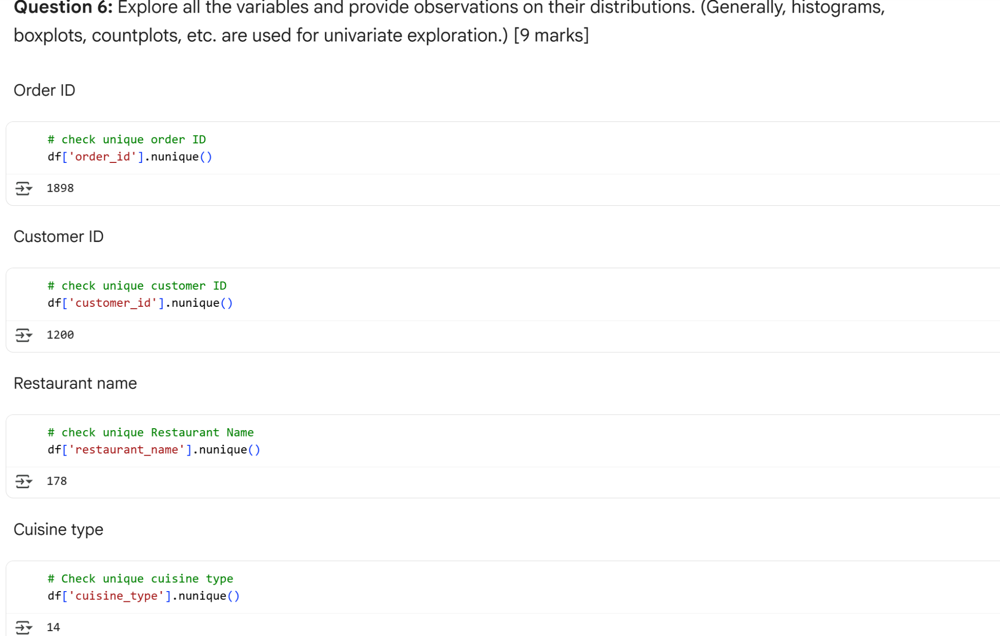 Question 6: Explore all the variables and provide observations on their distributions. (Generally, histograms,
boxplots, countplots, etc. are used for univariate exploration.) [9 marks]
Order ID
# check unique order ID
df['order_id'].nunique()
1898
Customer ID
# check unique customer ID
df['customer_id'].nunique()
1200
Restaurant name
# check unique Restaurant Name
df['restaurant_name'].nunique()
178
Cuisine type
# Check unique cuisine type
df['cuisine_type'].nunique()
14